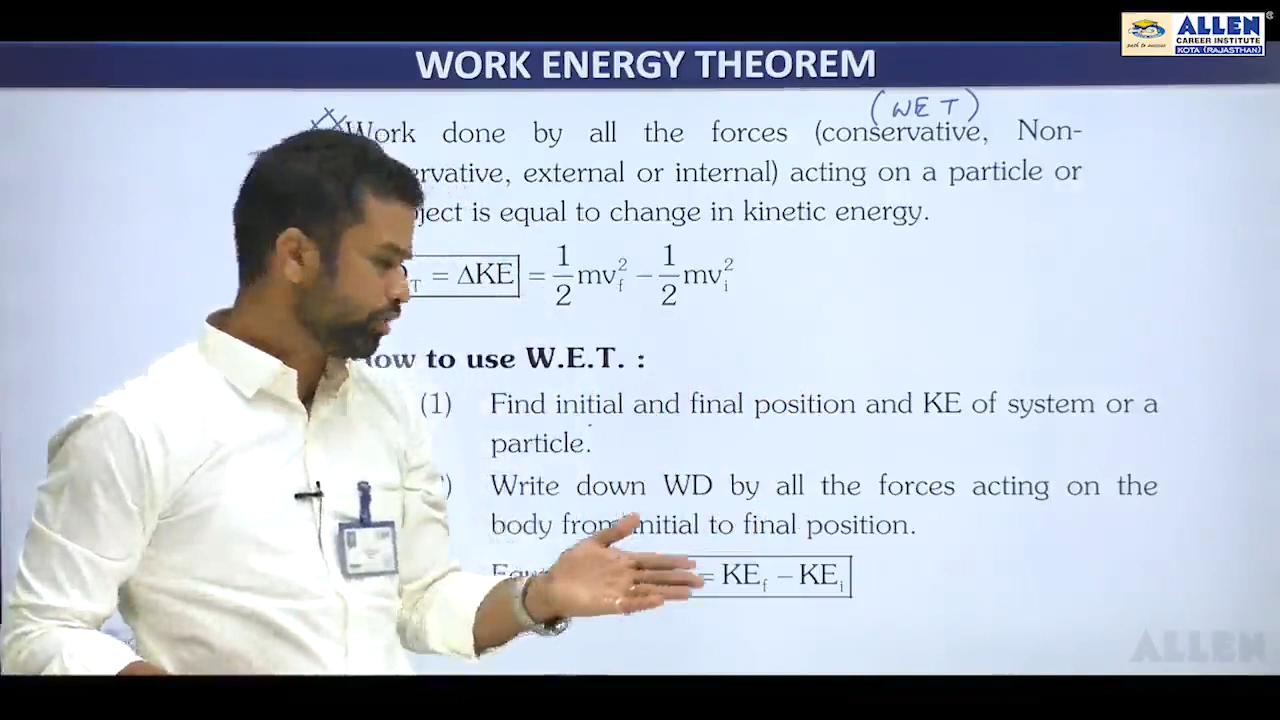 ALLEN
CAREER INSTITUTE
KOTA (RAJASTHAN)
WORK ENERGY THEOREM
(WET)
Work done by all the forces (conservative, Non-
rvative, external or internal) acting on a particle or
ject is equal to change in kinetic energy.
T = ΔKE = 1/2 mv_f^2 − 1/2 mv_i^2
ow to use W.E.T. :
(1) Find initial and final position and KE of system or a
particle.
) Write down WD by all the forces acting on the
body from initial to final position.
= KE_f − KE_i
ALLEN